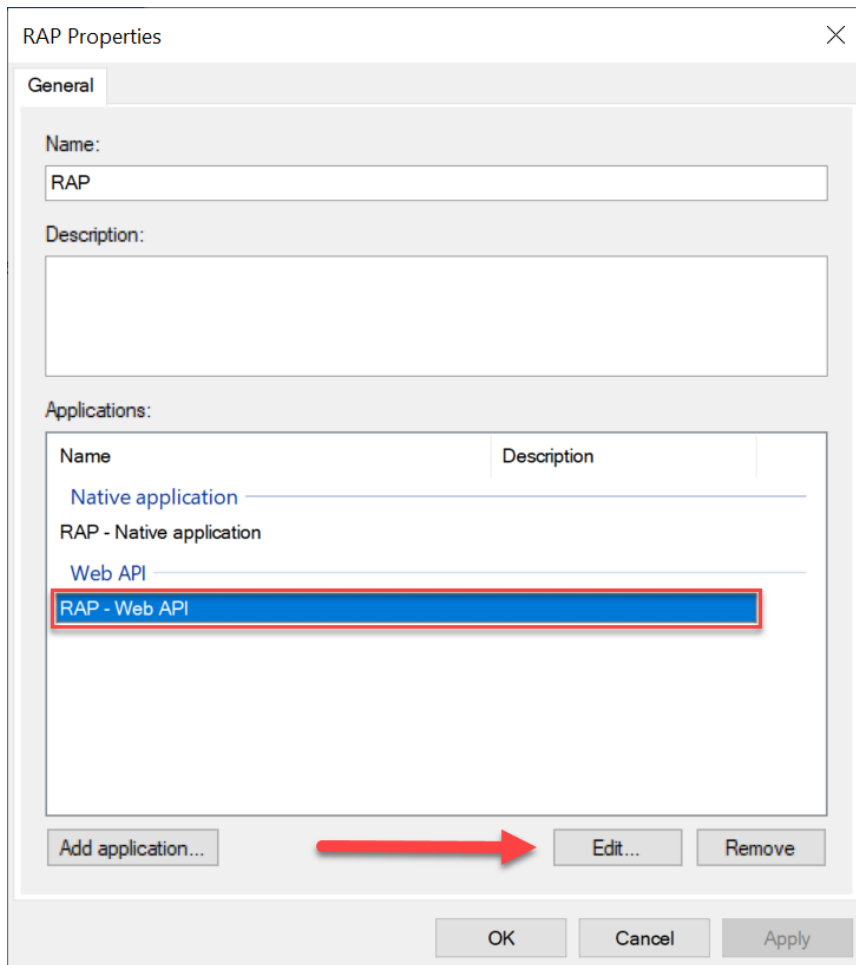 RAP Properties
General
Name:
RAP
Description:
Applications:
Name Description
Native application
RAP - Native application
Web API
RAP - Web API
Add application... Edit... Remove
OK Cancel Apply